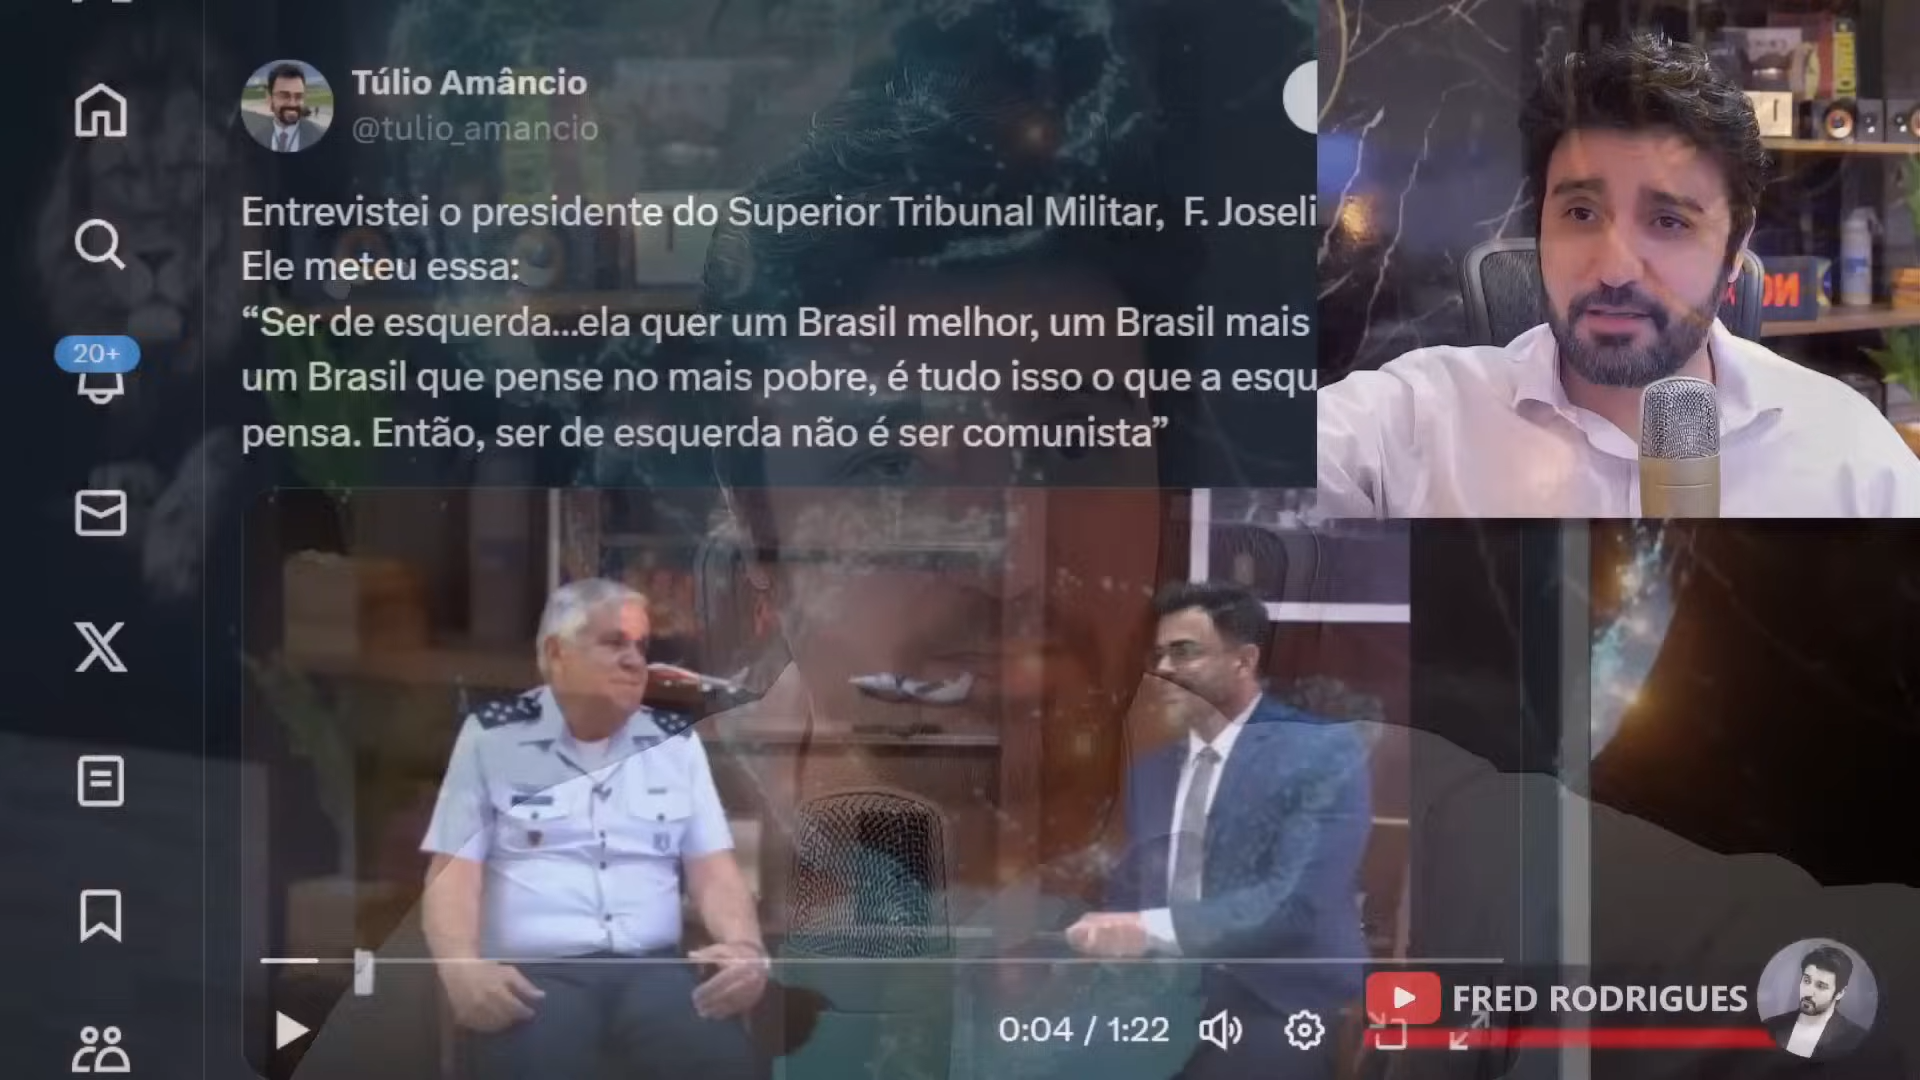 Túlio Amâncio
@tulio_amancio
Entrevistei o presidente do Superior Tribunal Militar, F. Joseli
Ele meteu essa:
“Ser de esquerda...ela quer um Brasil melhor, um Brasil mais
um Brasil que pense no mais pobre, é tudo isso o que a esqu
pensa. Então, ser de esquerda não é ser comunista”
20+
0:04 / 1:22
FRED RODRIGUES